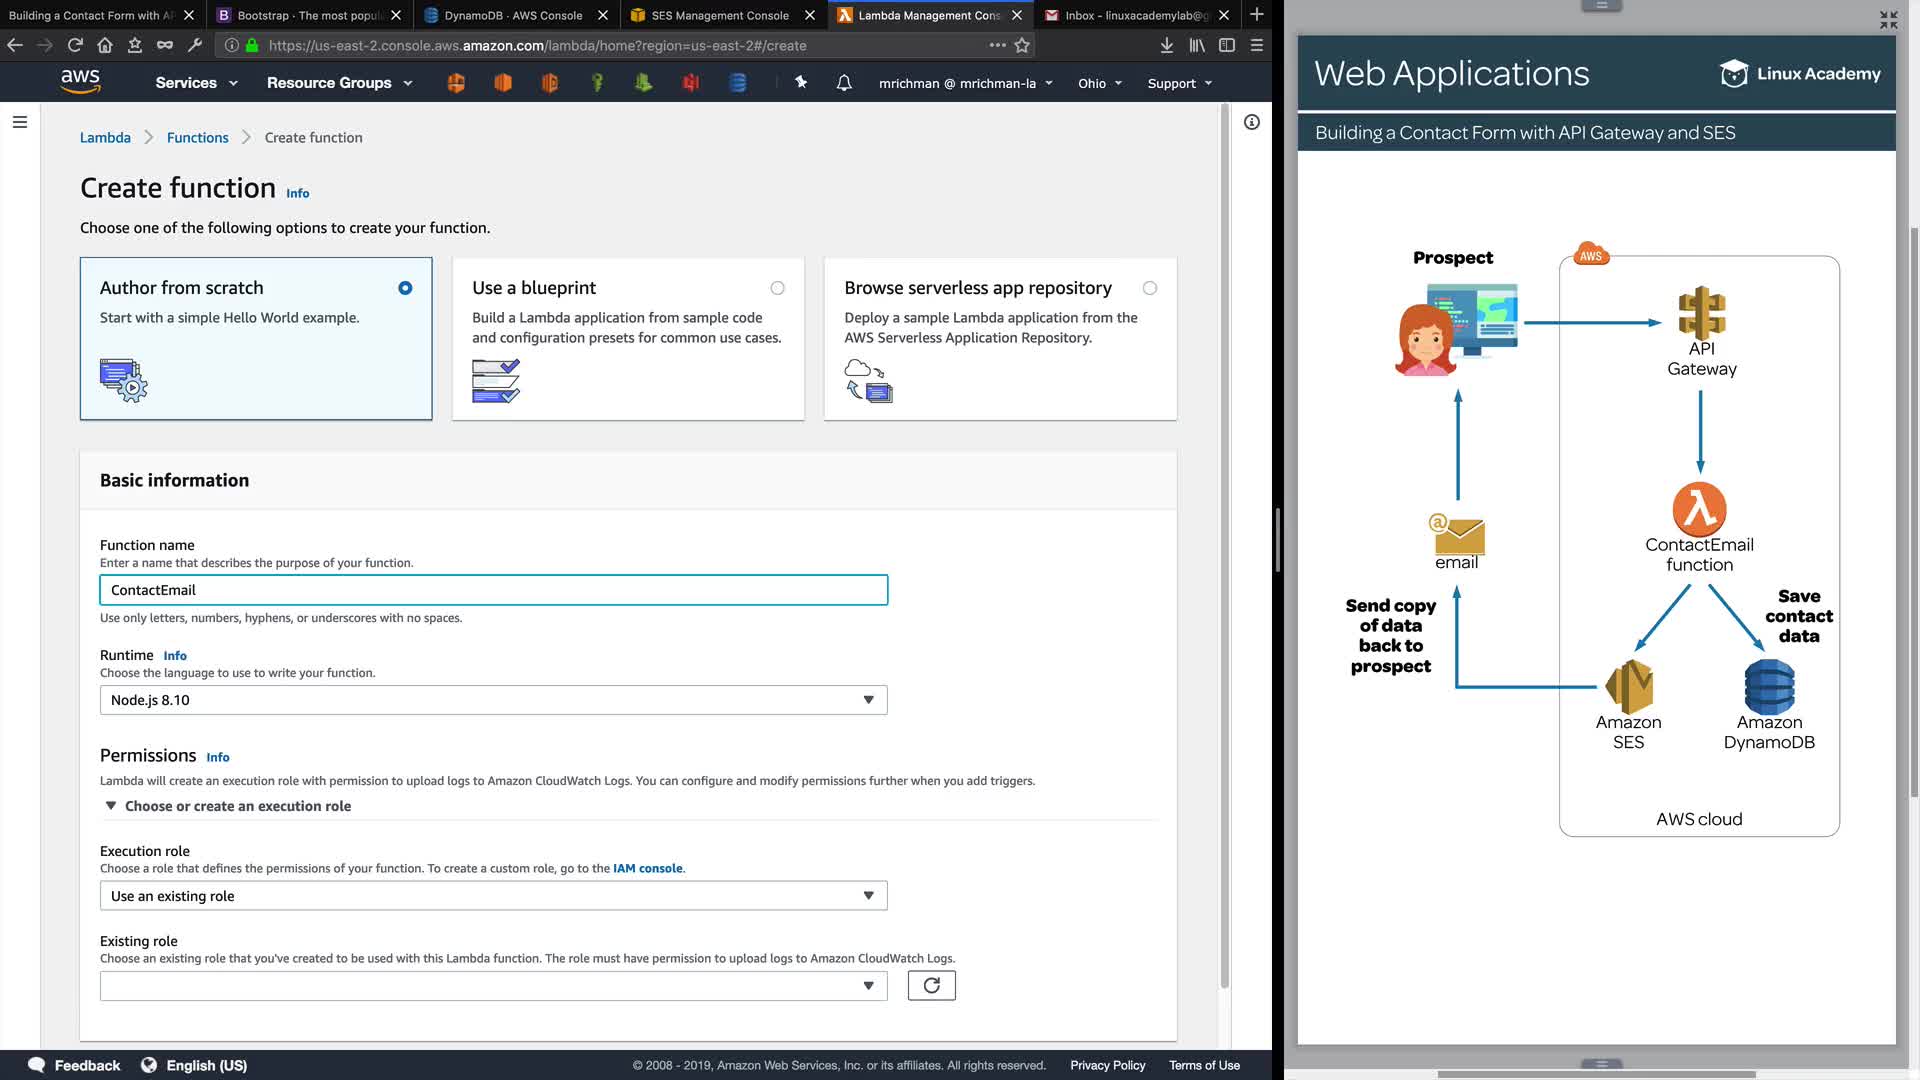 Building a Contact Form with AP
Bootstrap · The most popul
DynamoDB · AWS Console
SES Management Console
Lambda Management Cons
Inbox - linuxacademylab@g
https://us-east-2.console.aws.amazon.com/lambda/home?region=us-east-2#/create
aws
Services
Resource Groups
mrichman @ mrichman-la
Ohio
Support
Lambda
Functions
Create function
Create function Info
Choose one of the following options to create your function.
Author from scratch
Start with a simple Hello World example.
Use a blueprint
Build a Lambda application from sample code
and configuration presets for common use cases.
Browse serverless app repository
Deploy a sample Lambda application from the
AWS Serverless Application Repository.
Basic information
Function name
Enter a name that describes the purpose of your function.
ContactEmail
Use only letters, numbers, hyphens, or underscores with no spaces.
Runtime Info
Choose the language to use to write your function.
Node.js 8.10
Permissions Info
Lambda will create an execution role with permission to upload logs to Amazon CloudWatch Logs. You can configure and modify permissions further when you add triggers.
Choose or create an execution role
Execution role
Choose a role that defines the permissions of your function. To create a custom role, go to the IAM console.
Use an existing role
Existing role
Choose an existing role that you've created to be used with this Lambda function. The role must have permission to upload logs to Amazon CloudWatch Logs.
Feedback
English (US)
© 2008 - 2019, Amazon Web Services, Inc. or its affiliates. All rights reserved.
Privacy Policy
Terms of Use
Web Applications
Linux Academy
Building a Contact Form with API Gateway and SES
Prospect
AWS
API
Gateway
ContactEmail
function
email
Send copy
of data
back to
prospect
Save
contact
data
Amazon
SES
Amazon
DynamoDB
AWS cloud